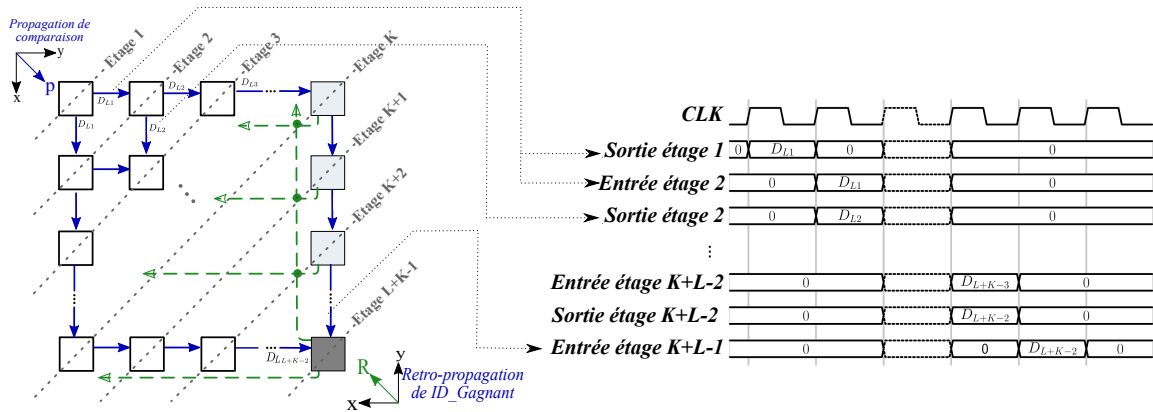 Propagation de
comparaison
y
x
p
-Etage 1
-Etage 2
-Etage 3
-Etage K
-Etage K+1
-Etage K+2
-Etage L+K-1
D_{L1}
D_{L2}
D_{L3}
...
D_{L1}
D_{L2}
...
...
...
...
D_{LL+K-2}
R
y
x
Retro-propagation
de ID_Gagnant
CLK
Sortie étage 1
0 D_{L1} 0 0
Entrée étage 2
0 D_{L1} 0
Sortie étage 2
0 D_{L2} 0
...
Entrée étage K+L-2
0 D_{L+K-3} 0
Sortie étage K+L-2
0 D_{L+K-2} 0
Entrée étage K+L-1
0 0 D_{L+K-2} 0